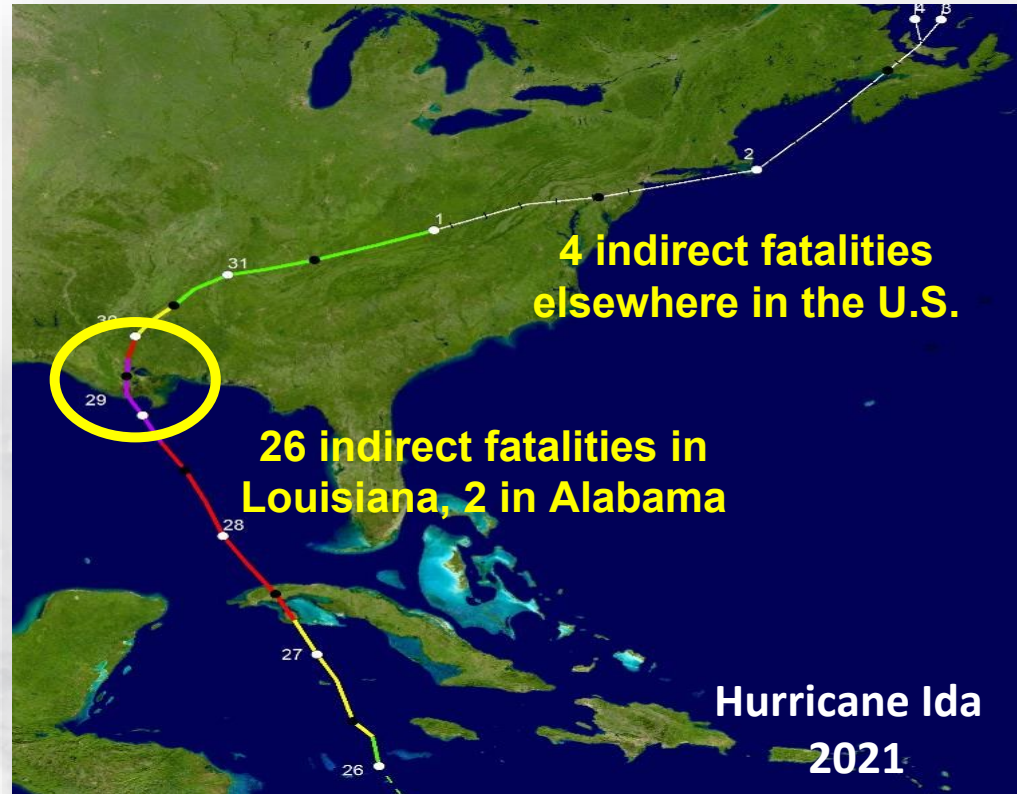 4 3
2
1
31
4 indirect fatalities
elsewhere in the U.S.
30
29
26 indirect fatalities in
Louisiana, 2 in Alabama
28
27
Hurricane Ida
2021
26